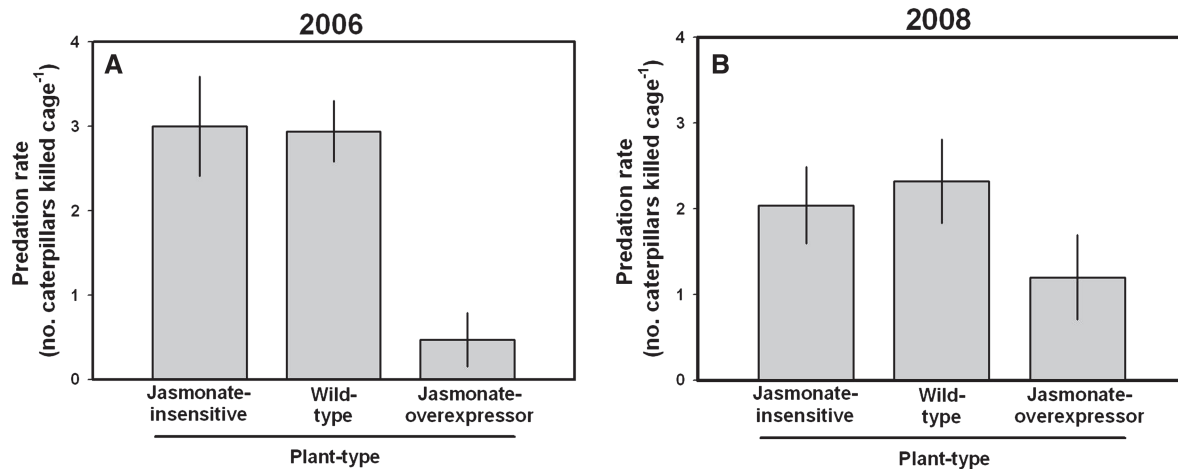 2006
A
Predation rate
(no. caterpillars killed cage⁻¹)
4
3
2
1
0
Jasmonate-
insensitive
Wild-
type
Jasmonate-
overexpressor
Plant-type
2008
B
Predation rate
(no. caterpillars killed cage⁻¹)
4
3
2
1
0
Jasmonate-
insensitive
Wild-
type
Jasmonate-
overexpressor
Plant-type